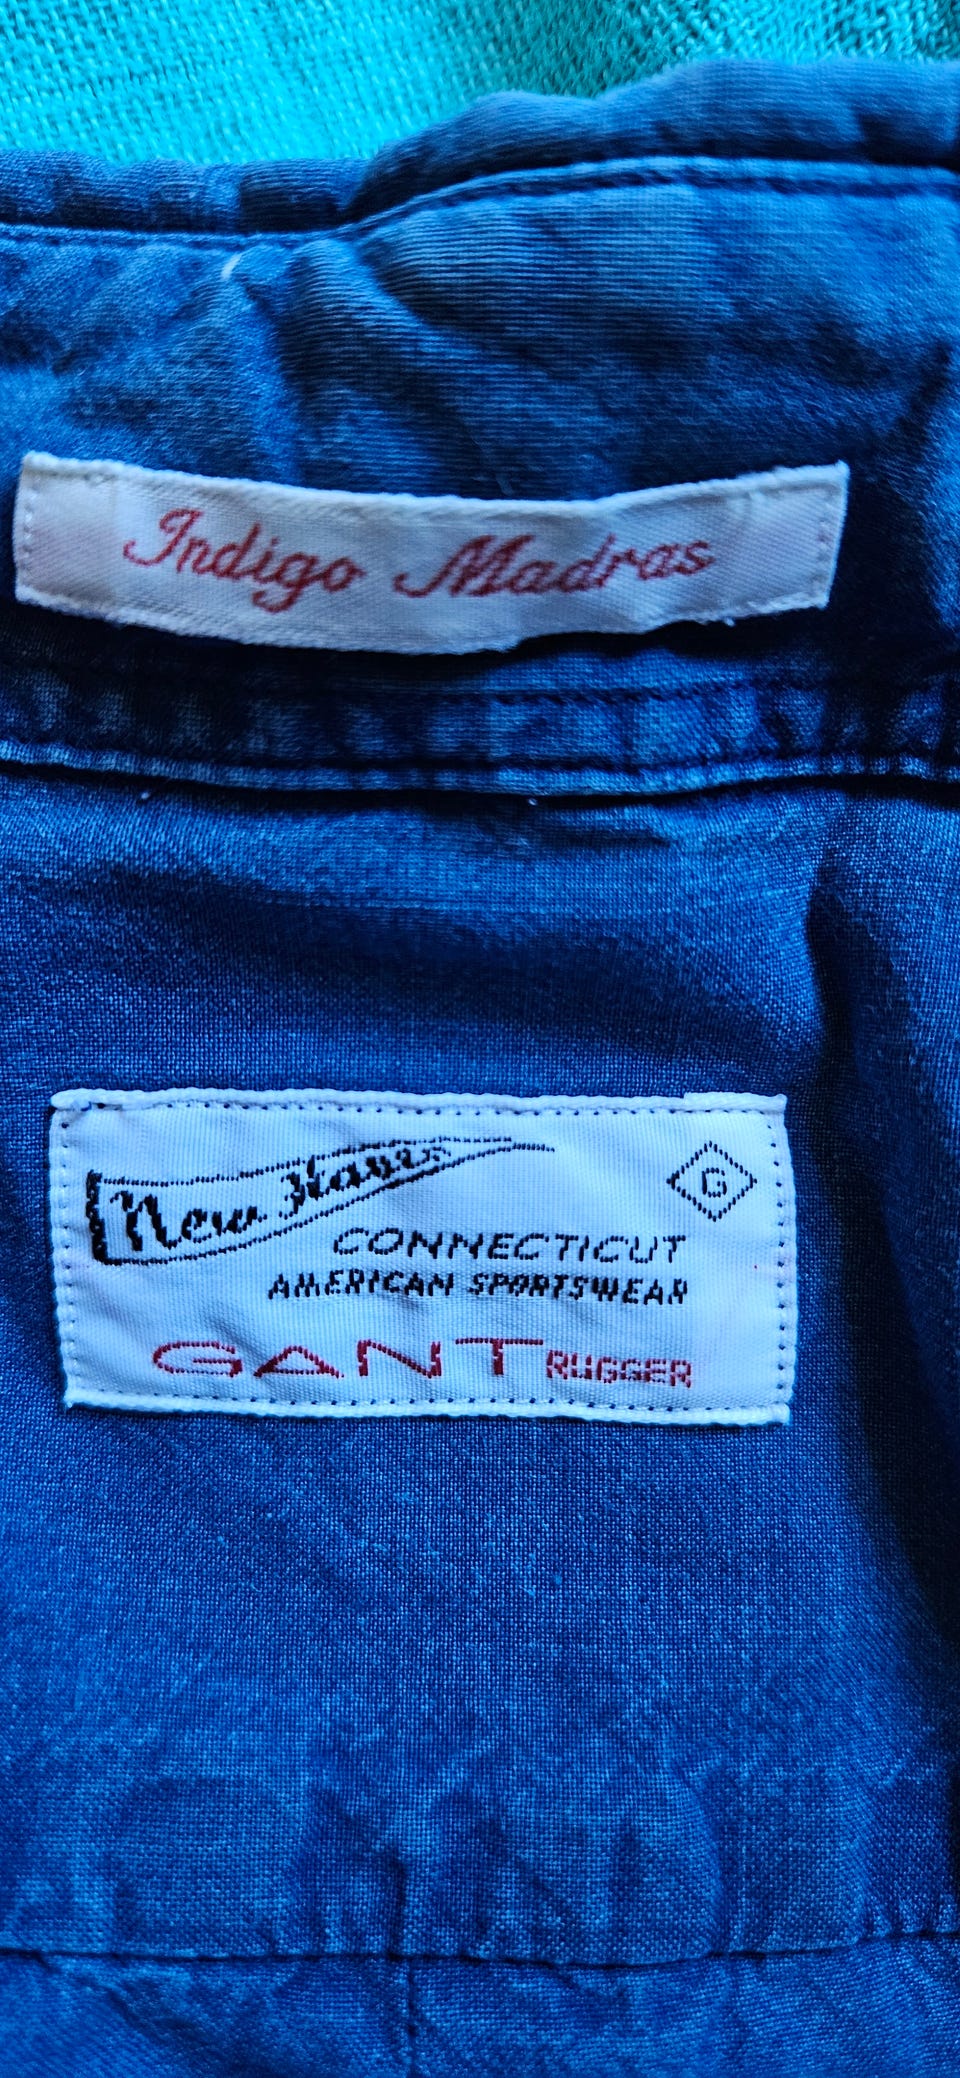 Indigo Madras
New Haven
G
CONNECTICUT
AMERICAN SPORTSWEAR
GANT RUGGER